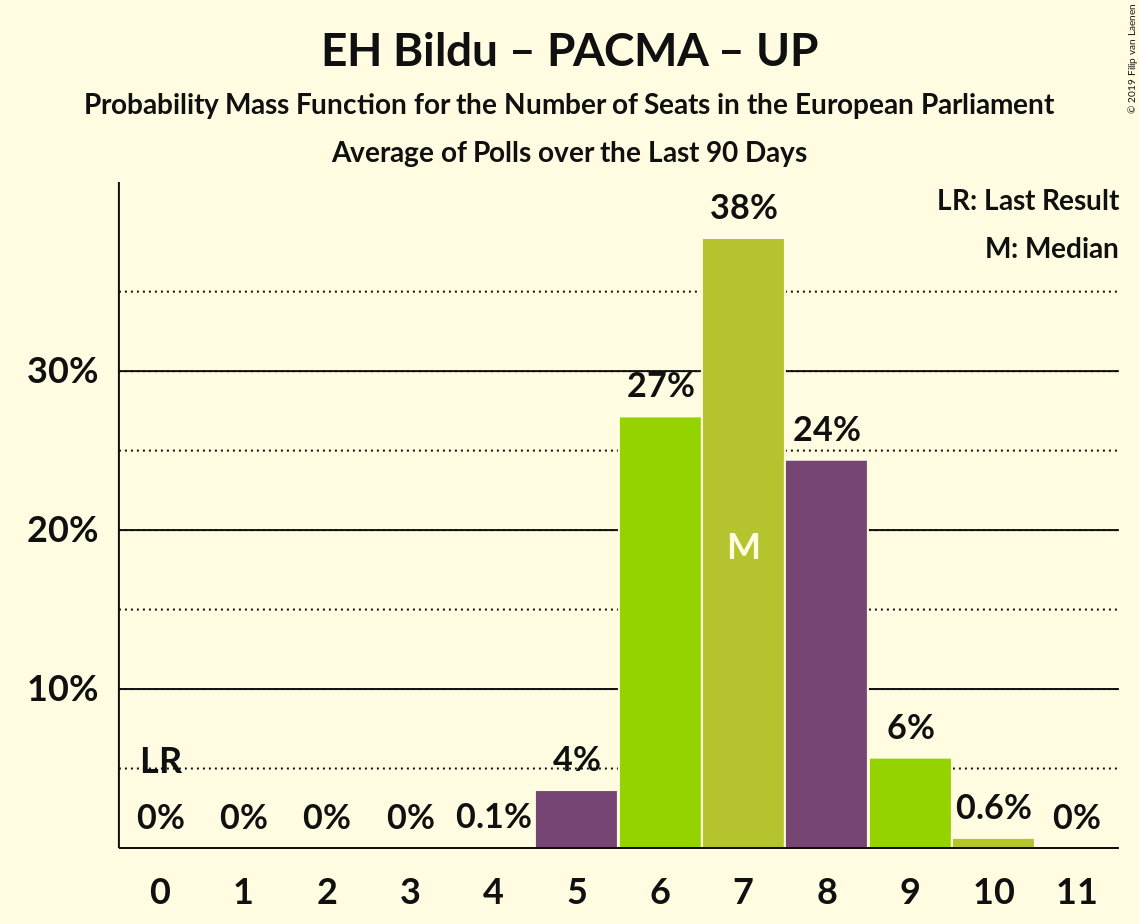 EH Bildu – PACMA – UP
Probability Mass Function for the Number of Seats in the European Parliament
Average of Polls over the Last 90 Days
© 2019 Filip van Laenen
LR: Last Result
M: Median
38%
30%
27%
24%
20%
M
10%
6%
LR
4%
0% 0% 0% 0% 0.1% 0.6% 0%
0 1 2 3 4 5 6 7 8 9 10 11